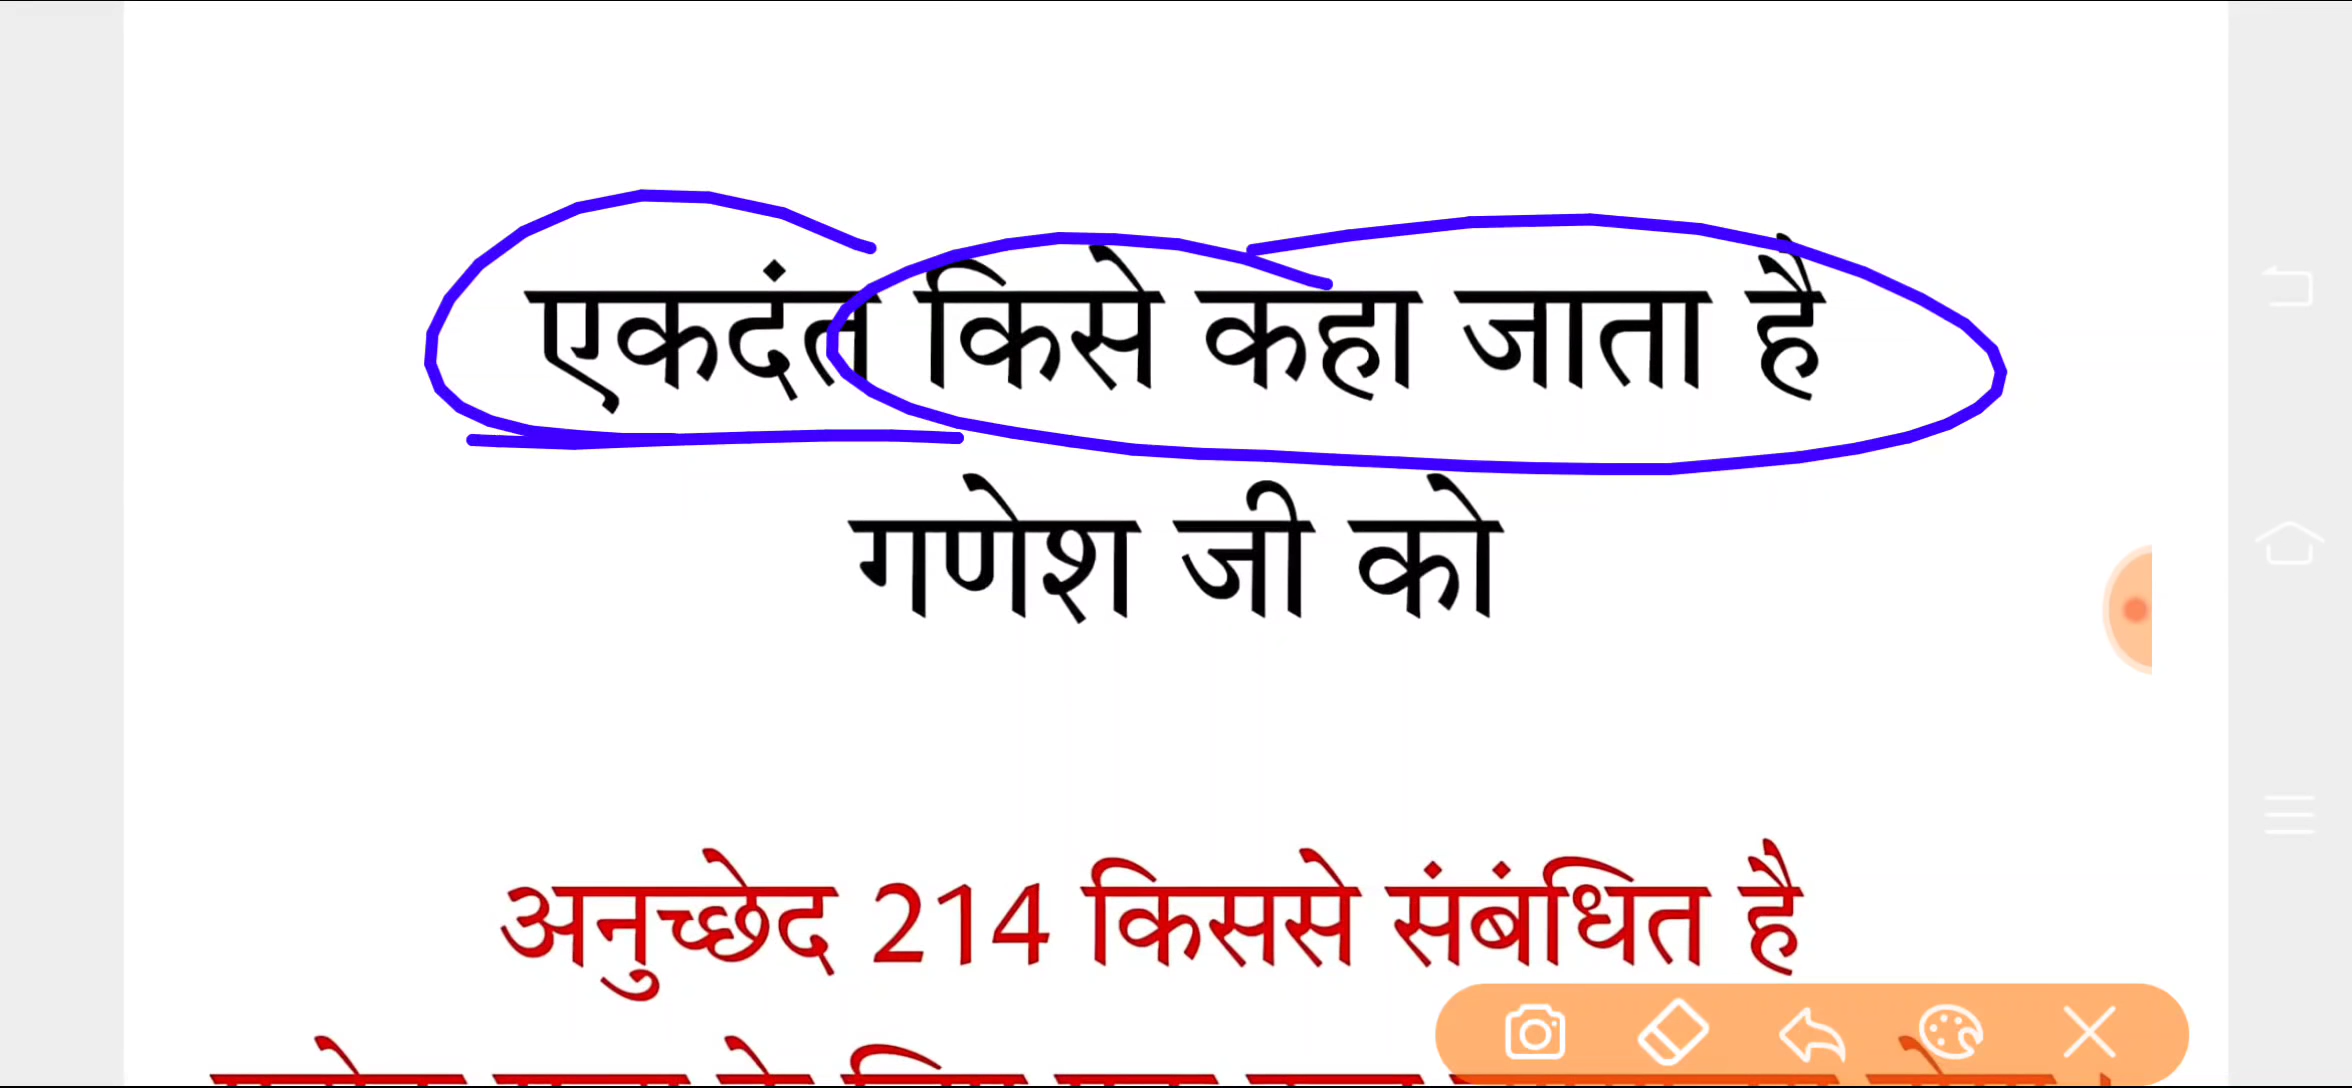 एकदंत किसे कहा जाता है
गणेश जी को
अनुच्छेद 214 किससे संबंधित है